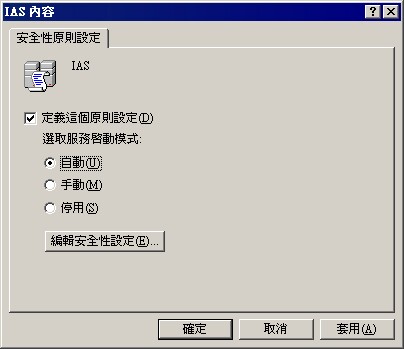 IAS 內容
安全性原則設定
IAS
定義這個原則設定(D)
選取服務啓動模式:
自動(U)
手動(M)
停用(S)
編輯安全性設定(E)...
確定
取消
套用(A)